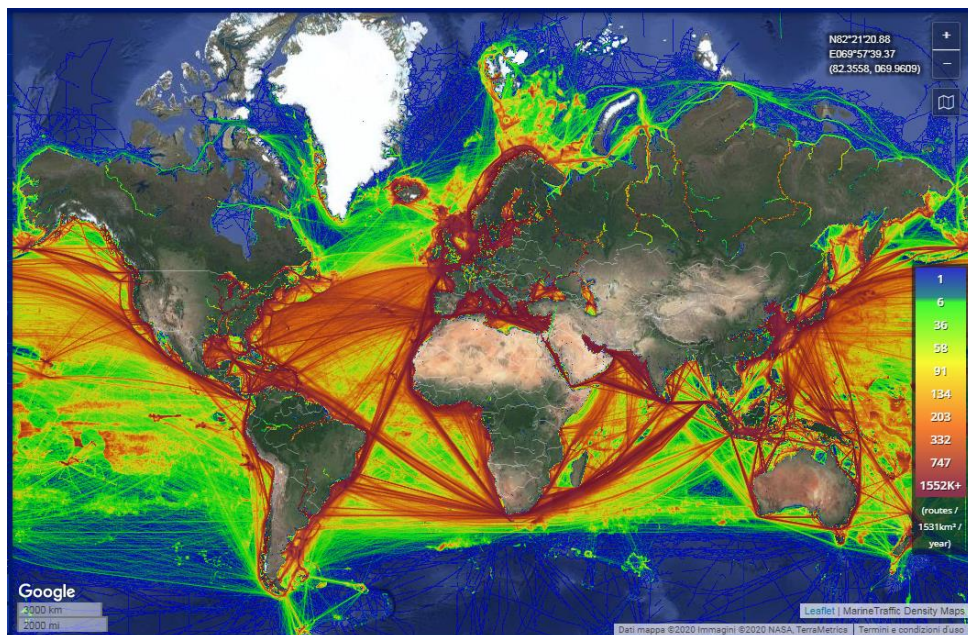 N82°21'20.88
E069°57'39.37
(82.3558, 069.9609)
+
−
1
6
36
58
91
134
203
332
747
1552K+
(routes /
1531km² /
year)
Google
3000 km
2000 mi
Leaflet | MarineTraffic Density Maps
Dati mappa ©2020 Immagini ©2020 NASA, TerraMetrics | Termini e condizioni d'uso